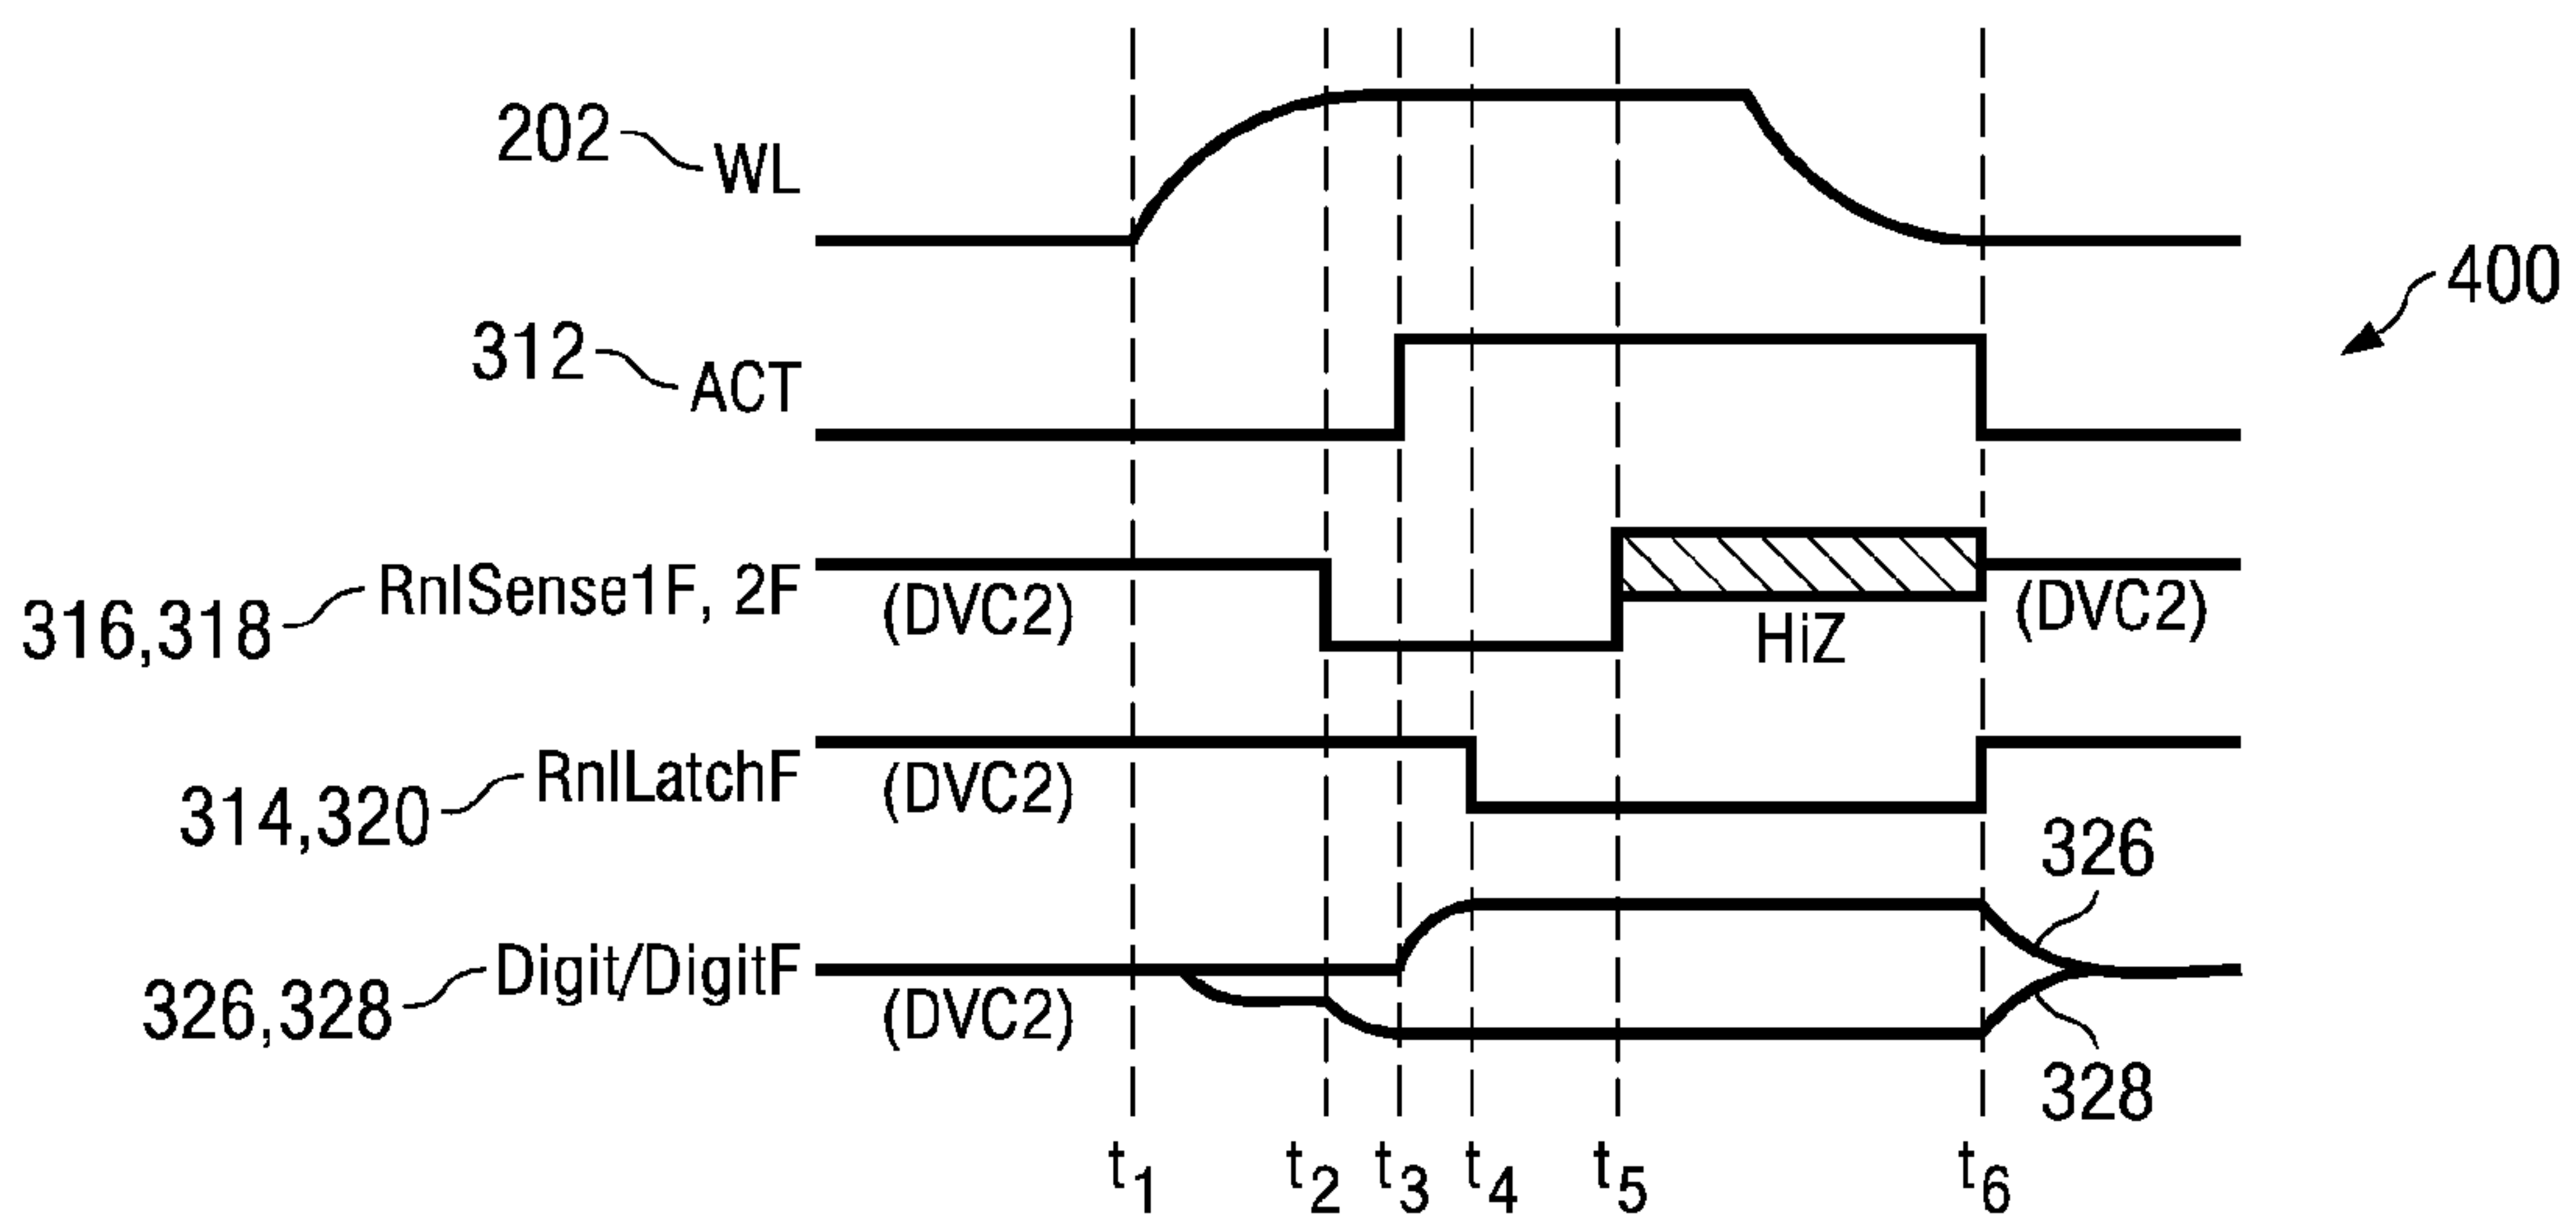 202 WL
400
312 ACT
RnlSense1F, 2F (DVC2) HiZ (DVC2)
316,318
RnlLatchF (DVC2)
314,320
326
Digit/DigitF (DVC2)
326,328
328
t1 t2 t3 t4 t5 t6